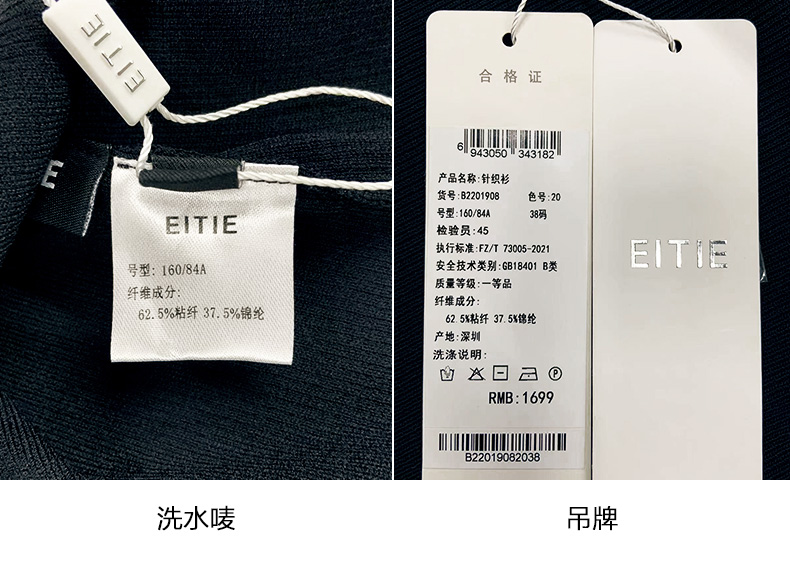 EITIE
E
EITIE
号型: 160/84A
纤维成分:
62.5%粘纤 37.5%锦纶
合格证
6 943050 343182
产品名称:针织衫
货号:B2201908 色号:20
号型:160/84A 38码
检验员:45
执行标准:FZ/T 73005-2021
安全技术类别:GB18401 B类
质量等级:一等品
纤维成分:
62.5%粘纤 37.5%锦纶
产地:深圳
洗涤说明:
P
RMB:1699
B22019082038
EITIE
洗水唛
吊牌